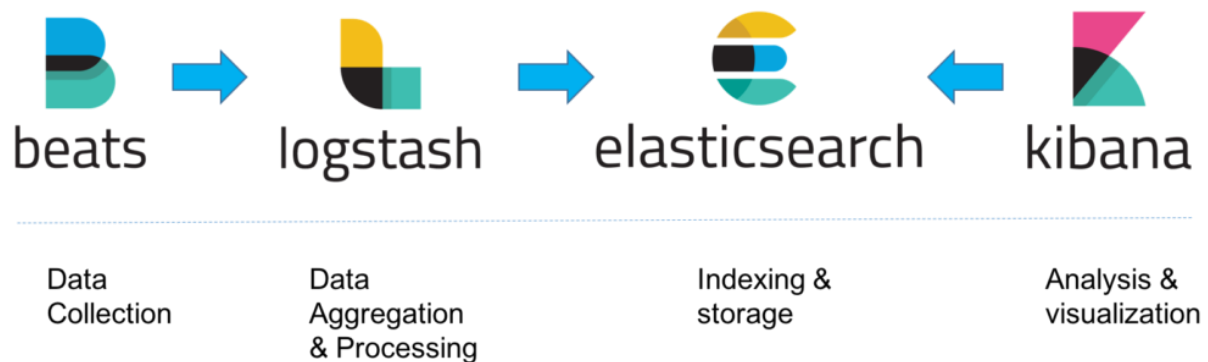 beats
logstash
elasticsearch
kibana
Data
Collection
Data
Aggregation
& Processing
Indexing &
storage
Analysis &
visualization